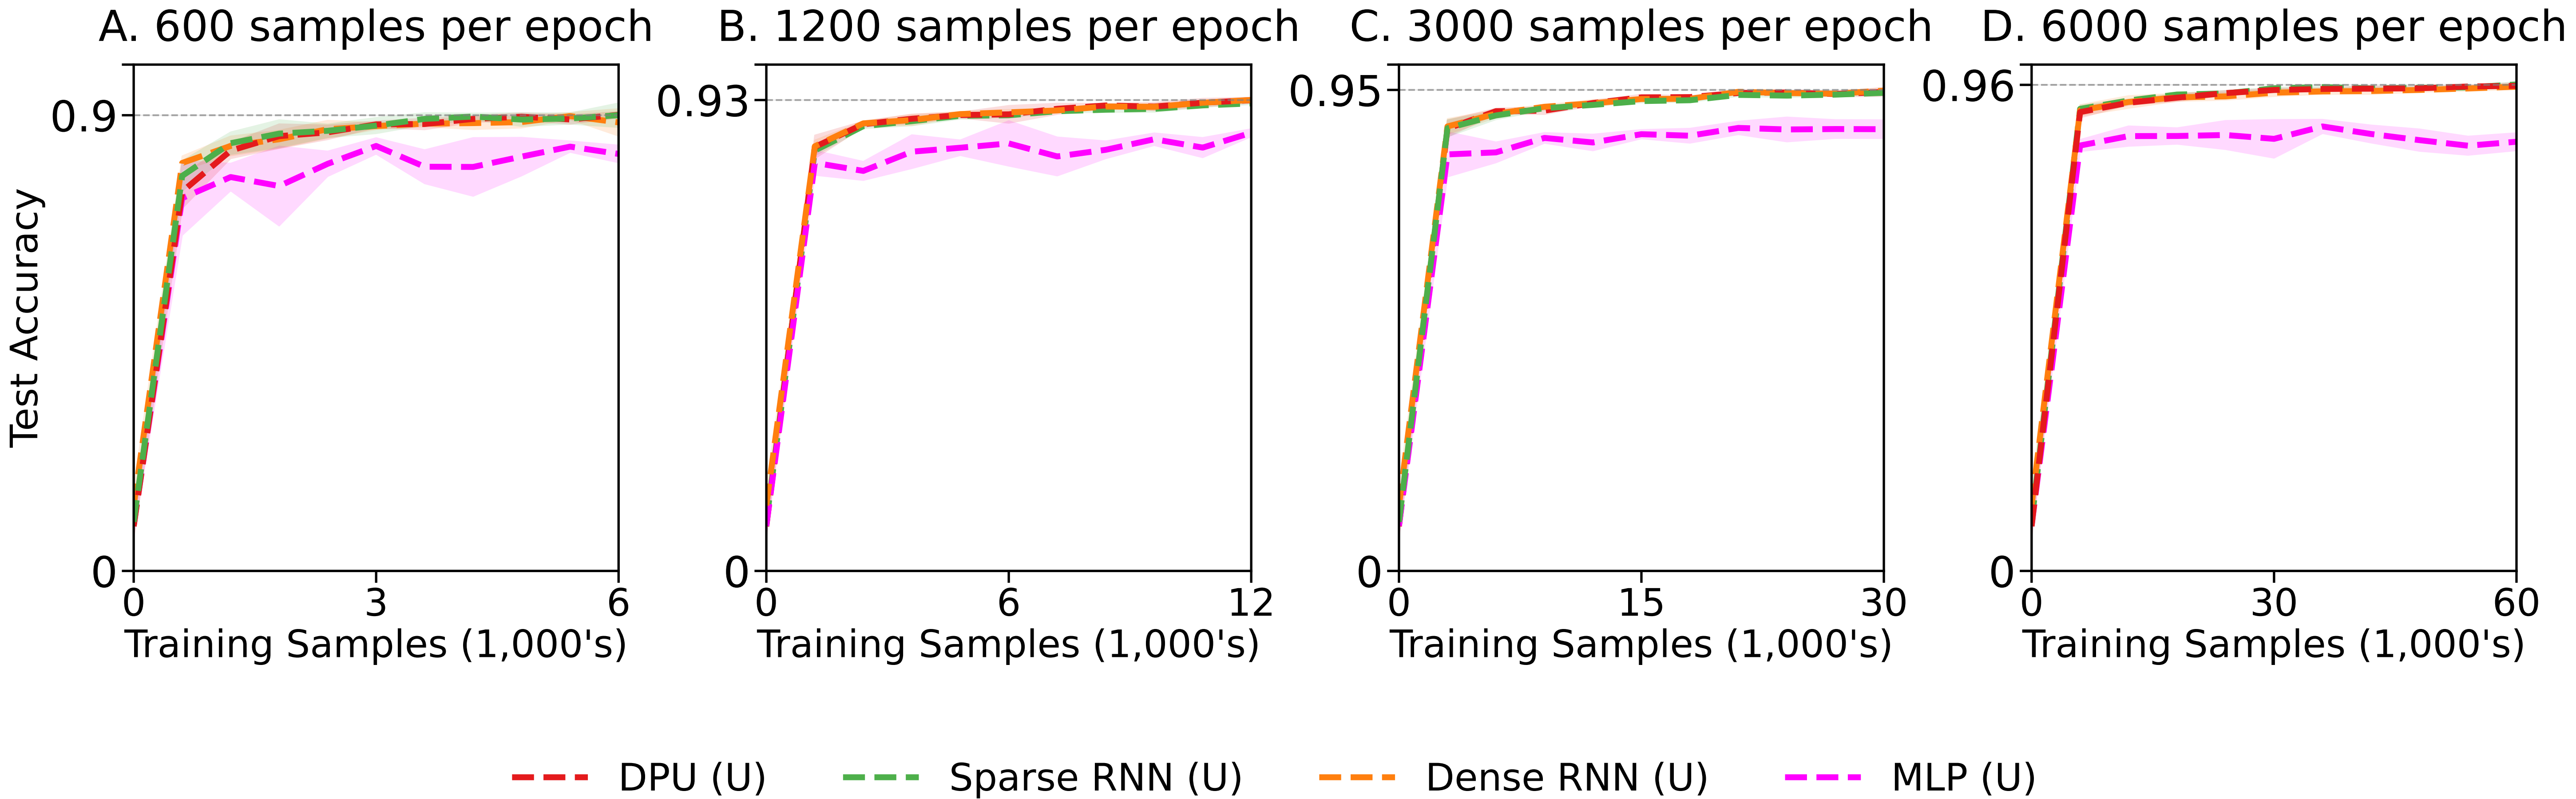 A. 600 samples per epoch
B. 1200 samples per epoch
C. 3000 samples per epoch
D. 6000 samples per epoch
Test Accuracy
0.9
0
0
3
6
Training Samples (1,000's)
0.93
0
0
6
12
Training Samples (1,000's)
0.95
0
0
15
30
Training Samples (1,000's)
0.96
0
0
30
60
Training Samples (1,000's)
DPU (U)
Sparse RNN (U)
Dense RNN (U)
MLP (U)